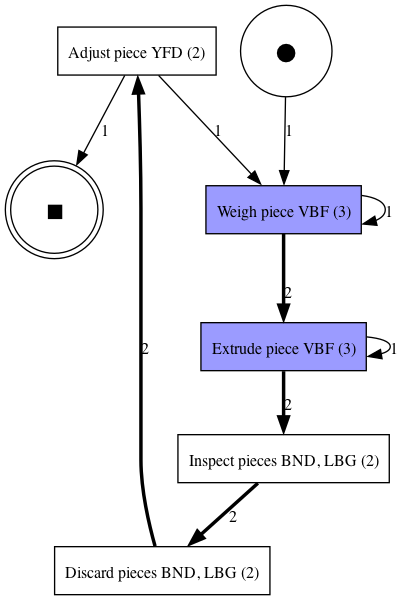 Adjust piece YFD (2)
1
1
1
Weigh piece VBF (3)
1
2
Extrude piece VBF (3)
1
2
2
Inspect pieces BND, LBG (2)
2
Discard pieces BND, LBG (2)